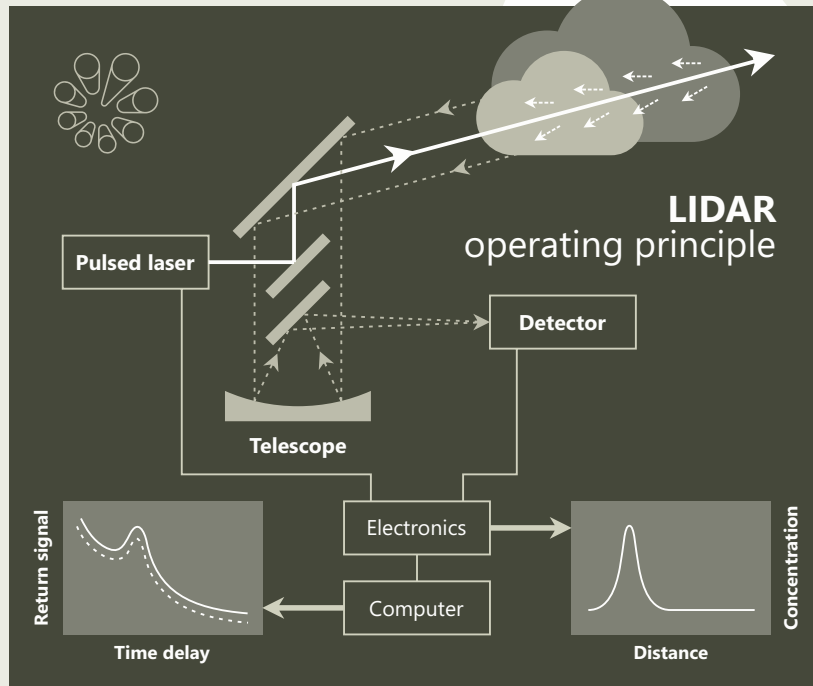 LIDAR
operating principle
Pulsed laser
Detector
Telescope
Electronics
Computer
Return signal
Time delay
Concentration
Distance